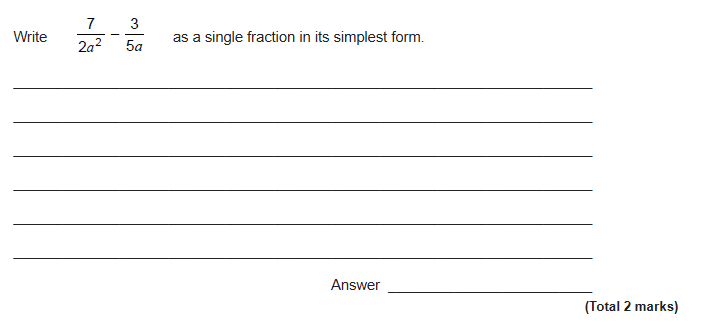 Write 7/2a² − 3/5a as a single fraction in its simplest form.
Answer
(Total 2 marks)